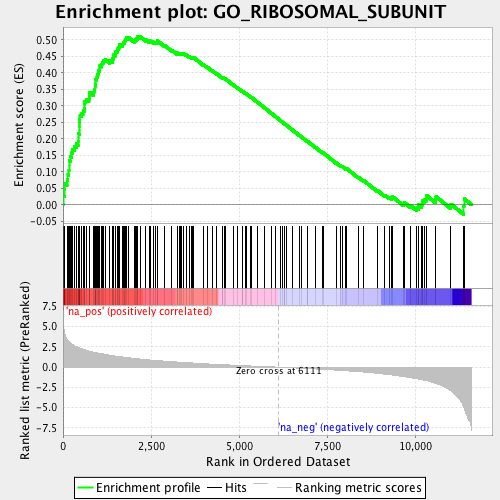 Enrichment plot: GO_RIBOSOMAL_SUBUNIT
Enrichment score (ES)
0.50
0.45
0.40
0.35
0.30
0.25
0.20
0.15
0.10
0.05
0.00
-0.05
Ranked list metric (PreRanked)
7.5
5.0
2.5
0.0
-2.5
-5.0
-7.5
'na_pos' (positively correlated)
Zero cross at 6111
'na_neg' (negatively correlated)
0
2,500
5,000
7,500
10,000
Rank in Ordered Dataset
Enrichment profile
Hits
Ranking metric scores